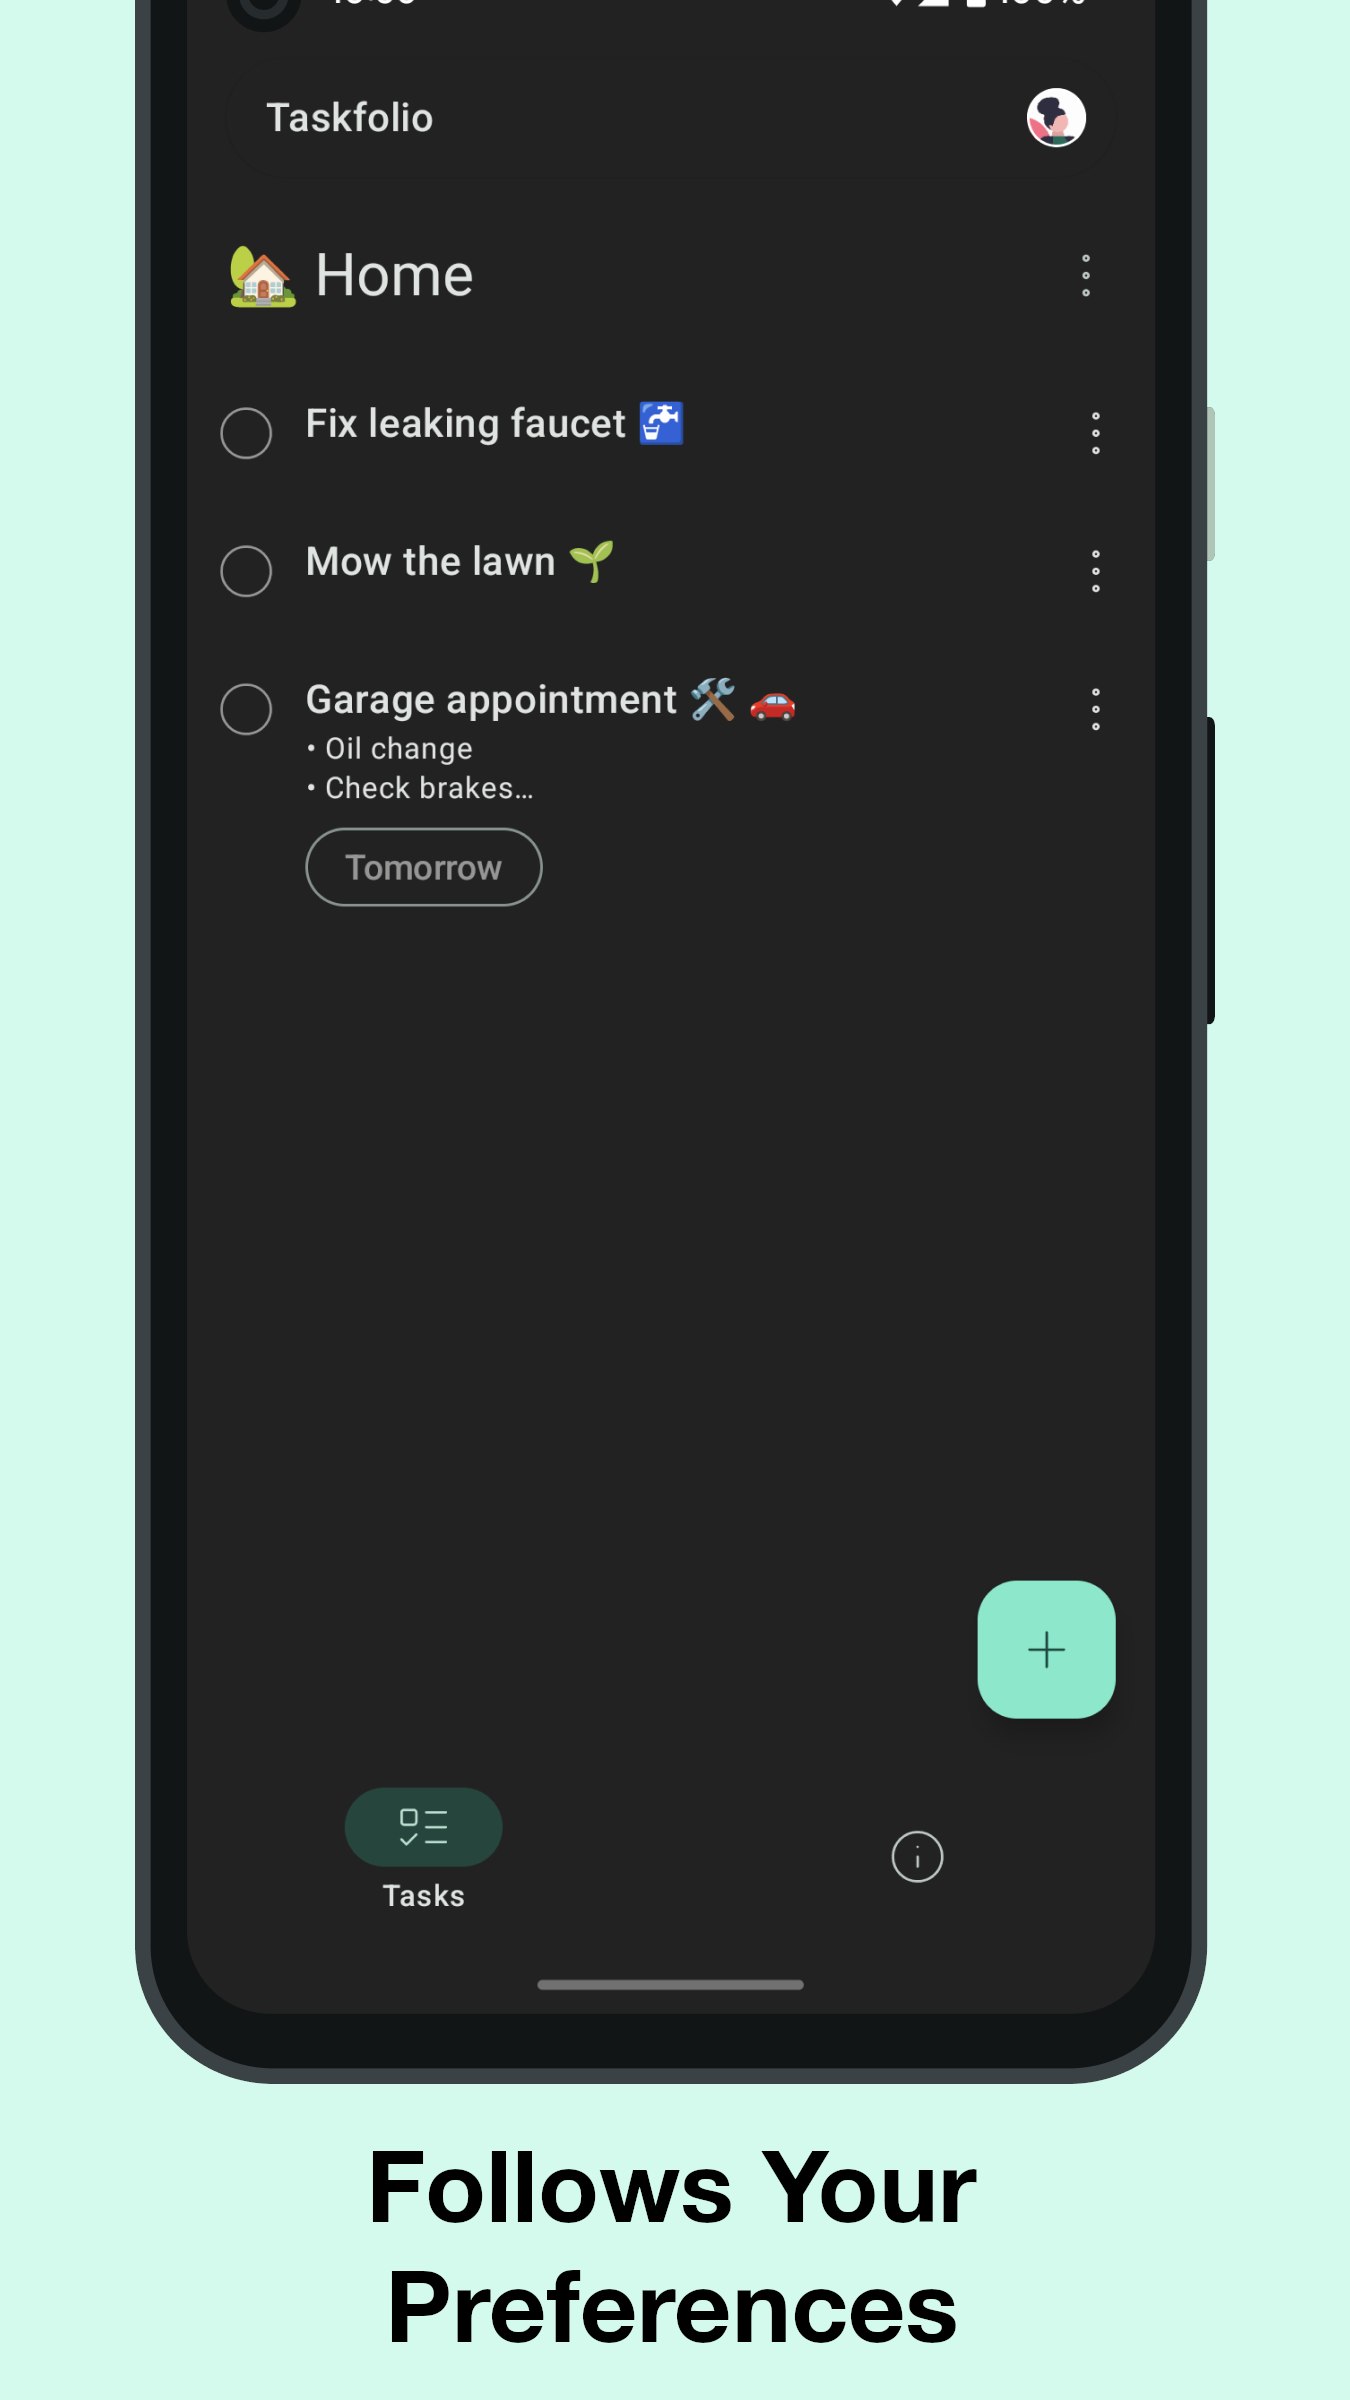 Taskfolio
🏡 Home
Fix leaking faucet 🚰
Mow the lawn 🌱
Garage appointment 🛠️ 🚗
• Oil change
• Check brakes…
Tomorrow
Tasks
Follows Your
Preferences